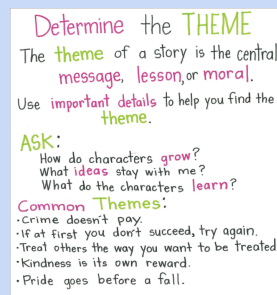 Determine the THEME
The theme of a story is the central
message, lesson, or moral.
Use important details to help you find the
theme.
ASK:
How do characters grow?
What ideas stay with me?
What do the characters learn?
Common Themes:
·Crime doesn't pay.
·If at first you don't succeed, try again.
·Treat others the way you want to be treated
·Kindness is its own reward.
·Pride goes before a fall.